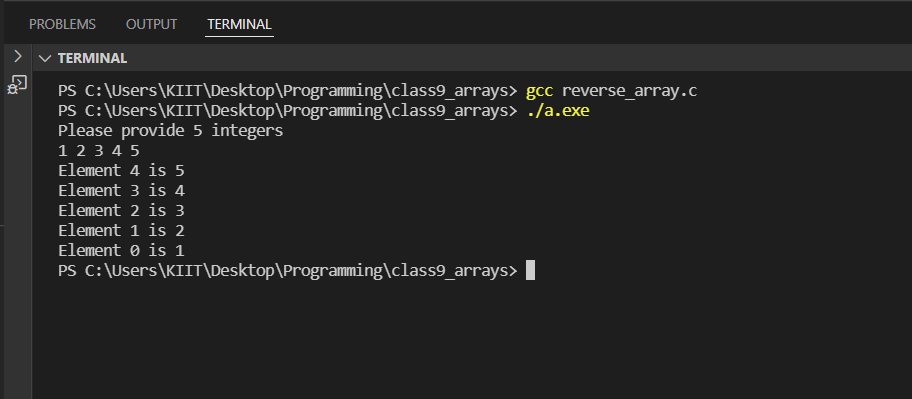 PROBLEMS OUTPUT TERMINAL
TERMINAL
PS C:\Users\KIIT\Desktop\Programming\class9_arrays> gcc reverse_array.c
PS C:\Users\KIIT\Desktop\Programming\class9_arrays> ./a.exe
Please provide 5 integers
1 2 3 4 5
Element 4 is 5
Element 3 is 4
Element 2 is 3
Element 1 is 2
Element 0 is 1
PS C:\Users\KIIT\Desktop\Programming\class9_arrays>